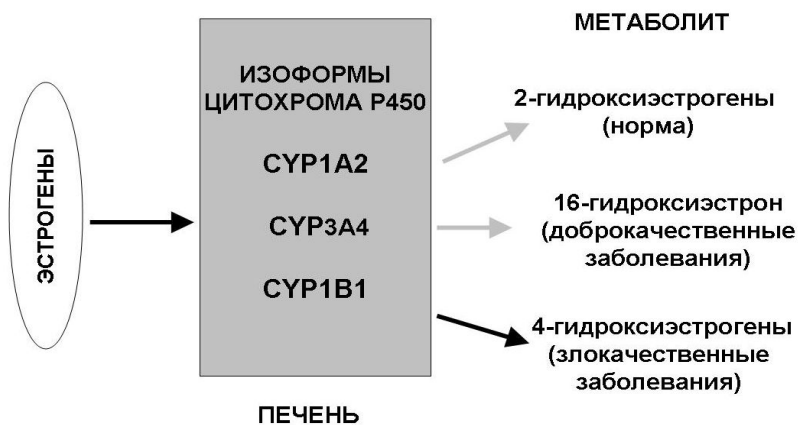 МЕТАБОЛИТ
ЭСТРОГЕНЫ
ИЗОФОРМЫ
ЦИТОХРОМА P450
CYP1A2
CYP3A4
CYP1B1
ПЕЧЕНЬ
2-гидроксиэстрогены
(норма)
16-гидроксиэстрон
(доброкачественные
заболевания)
4-гидроксиэстрогены
(злокачественные
заболевания)